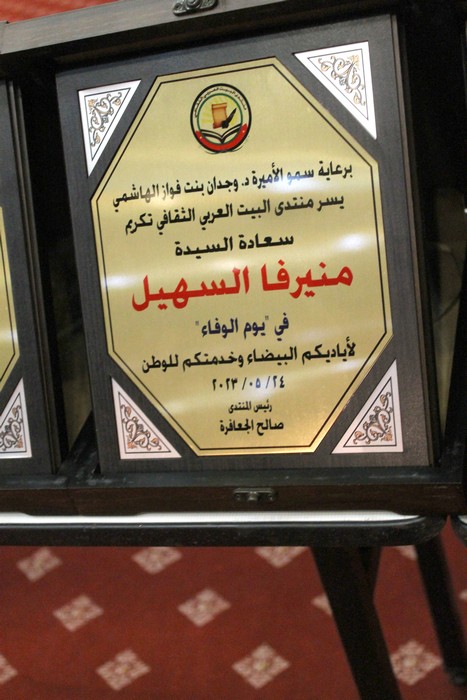 برعاية سمو الأميرة د. وجدان بنت فواز الهاشمي
يسر منتدى البيت العربي الثقافي تكريم
سعادة السيدة
منيرفا السهيل
في "يوم الوفاء"
لأياديكم البيضاء وخدمتكم للوطن
٢٠٢٣ /٠٥ /٢٤
رئيس المنتدى
صالح الجعافرة